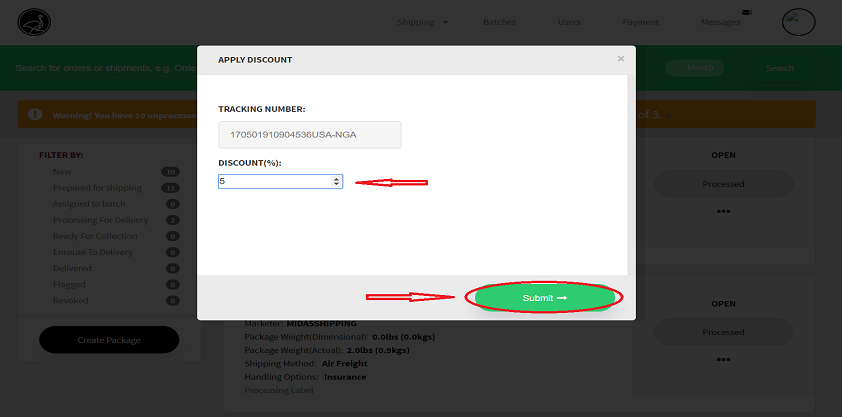 Shipping
Batches
Users
Payment
Messages
APPLY DISCOUNT
×
Search for orders or shipments, e.g. Orde
Month
Search
Warning! You have 10 unprocesse
of 3.
TRACKING NUMBER:
170501910904536USA-NGA
DISCOUNT(%):
5
Submit
FILTER BY:
New 10
Prepared for shipping 11
Assigned to batch 0
Processing For Delivery 2
Ready For Collection 0
Enroute To Delivery 0
Delivered 0
Flagged 0
Revoked 0
Create Package
OPEN
Processed
•••
OPEN
Processed
•••
Marketer: MIDASSHIPPING
Package Weight(Dimensional): 0.0lbs (0.0kgs)
Package Weight(Actual): 2.0lbs (0.9kgs)
Shipping Method: Air Freight
Handling Options: Insurance
Processing Label